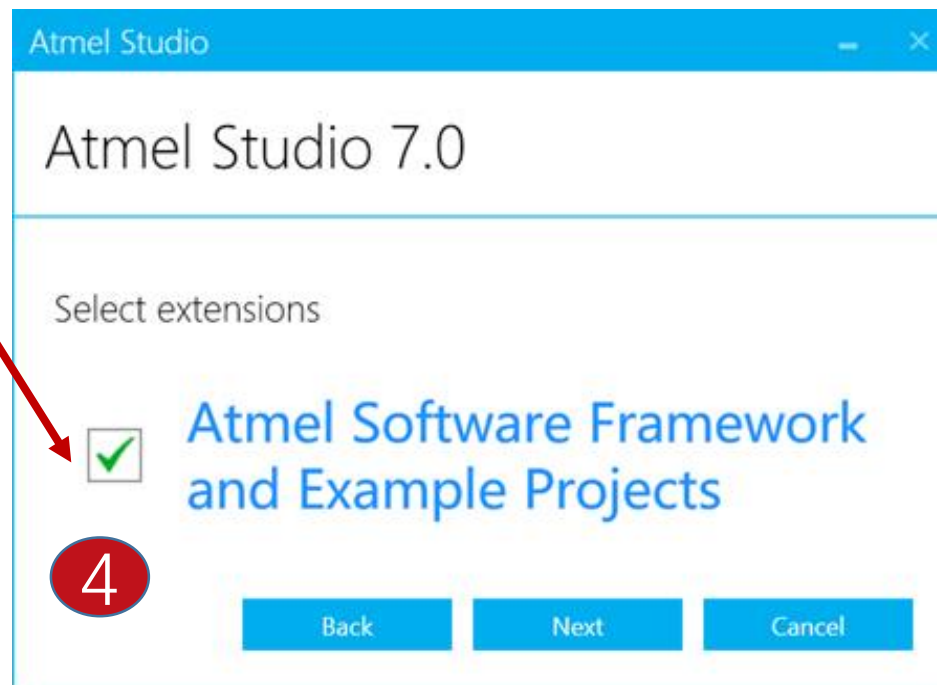 Atmel Studio
Atmel Studio 7.0
Select extensions
Atmel Software Framework
and Example Projects
4
Back Next Cancel